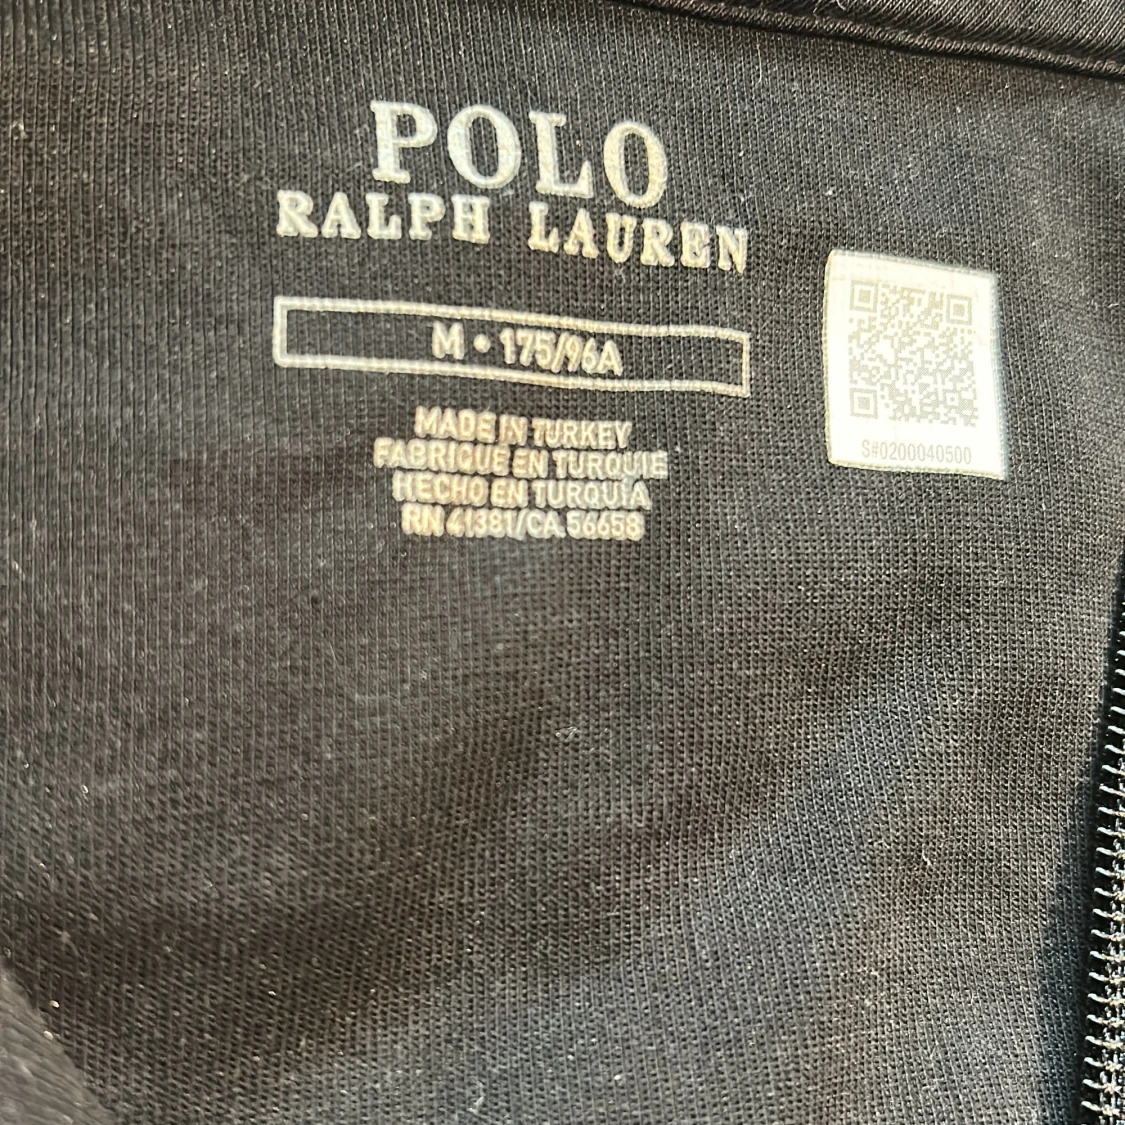 POLO
RALPH LAUREN
M • 175/96A
MADE IN TURKEY
FABRIQUE EN TURQUIE
HECHO EN TURQUIA
RN 41381/CA 56658
S#0200040500